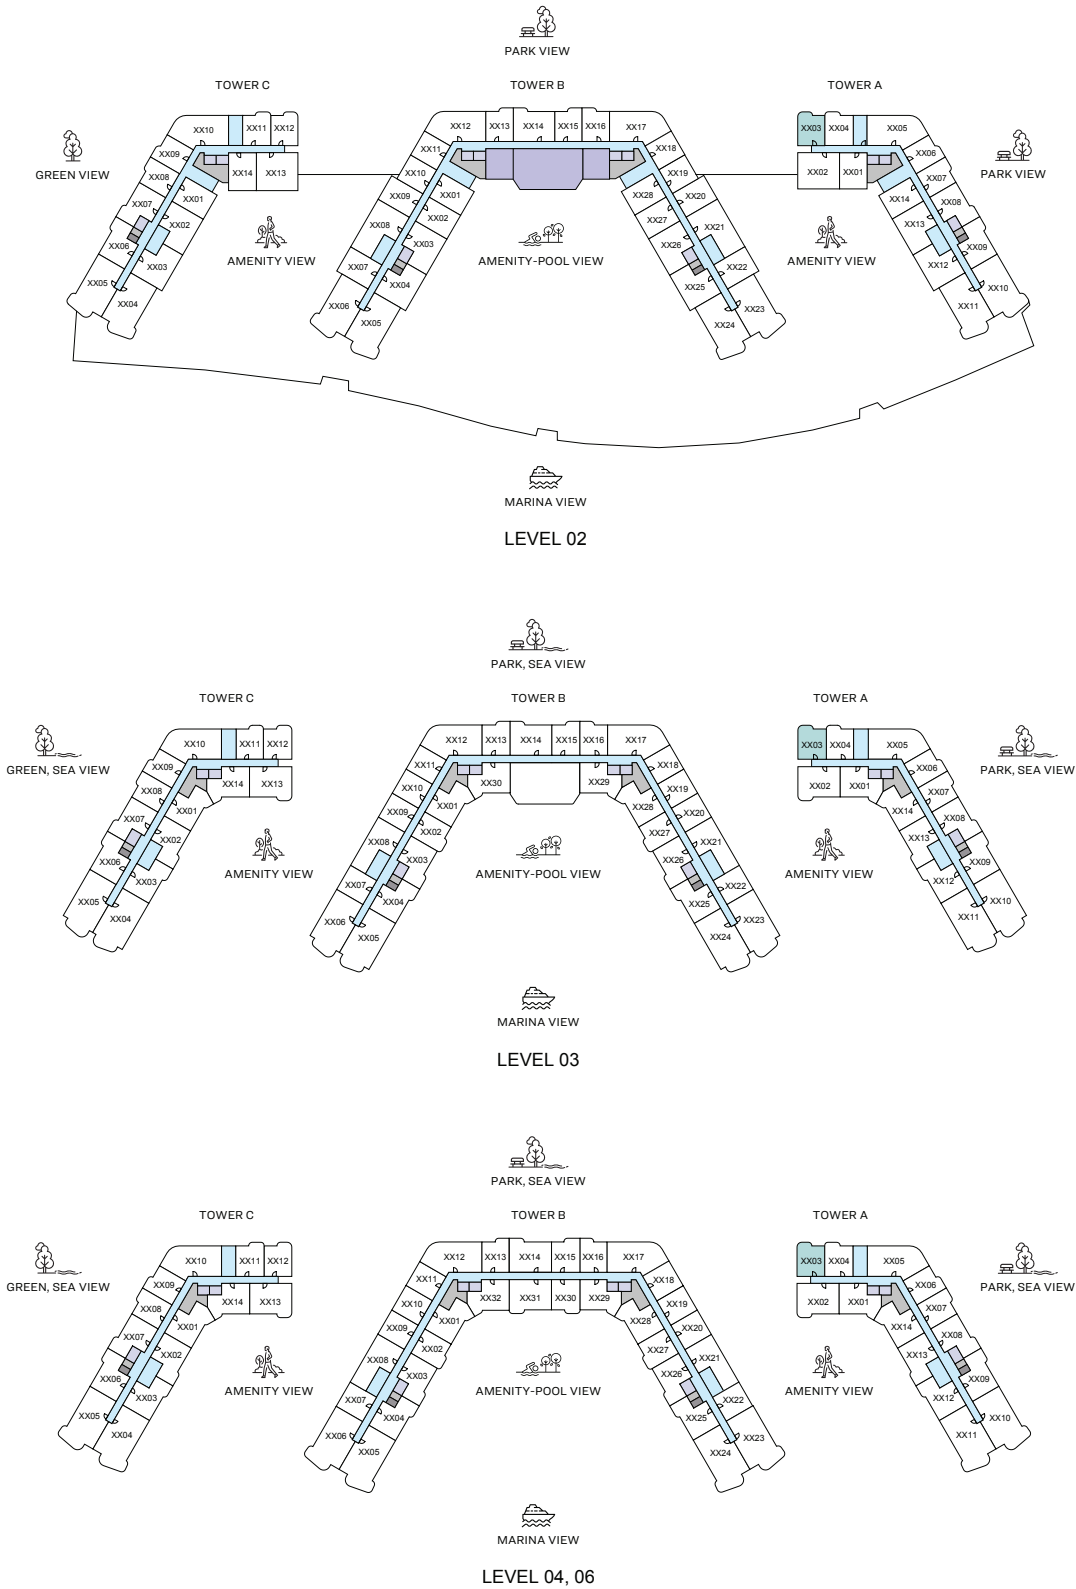 PARK VIEW
TOWER C
TOWER B
TOWER A
XX10 XX11 XX12
XX12 XX13 XX14 XX15 XX16 XX17
XX03 XX04 XX05
GREEN VIEW
XX09 XX08 XX07 XX06 XX05 XX04 XX03 XX02 XX01 XX14 XX13
XX11 XX10 XX09 XX08 XX07 XX06 XX05 XX04 XX03 XX02 XX01
XX18 XX19 XX20 XX21 XX22 XX23 XX24 XX25 XX26 XX27 XX28
XX02 XX01 XX14 XX13 XX12 XX11 XX10 XX09 XX08 XX07 XX06
PARK VIEW
AMENITY VIEW
AMENITY-POOL VIEW
AMENITY VIEW
MARINA VIEW
LEVEL 02
PARK, SEA VIEW
TOWER C
TOWER B
TOWER A
XX10 XX11 XX12
XX12 XX13 XX14 XX15 XX16 XX17
XX03 XX04 XX05
GREEN, SEA VIEW
PARK, SEA VIEW
XX09 XX08 XX07 XX06 XX05 XX04 XX03 XX02 XX01 XX14 XX13
XX11 XX10 XX09 XX08 XX07 XX06 XX05 XX04 XX03 XX02 XX01 XX30
XX29 XX18 XX19 XX20 XX21 XX22 XX23 XX24 XX25 XX26 XX27 XX28
XX02 XX01 XX14 XX13 XX12 XX11 XX10 XX09 XX08 XX07 XX06
AMENITY VIEW
AMENITY-POOL VIEW
AMENITY VIEW
MARINA VIEW
LEVEL 03
PARK, SEA VIEW
TOWER C
TOWER B
TOWER A
XX10 XX11 XX12
XX12 XX13 XX14 XX15 XX16 XX17
XX03 XX04 XX05
GREEN, SEA VIEW
PARK, SEA VIEW
XX09 XX08 XX07 XX06 XX05 XX04 XX03 XX02 XX01 XX14 XX13
XX11 XX10 XX09 XX08 XX07 XX06 XX05 XX04 XX03 XX02 XX01 XX32 XX31 XX30 XX29
XX18 XX19 XX20 XX21 XX22 XX23 XX24 XX25 XX26 XX27 XX28
XX02 XX01 XX14 XX13 XX12 XX11 XX10 XX09 XX08 XX07 XX06
AMENITY VIEW
AMENITY-POOL VIEW
AMENITY VIEW
MARINA VIEW
LEVEL 04, 06